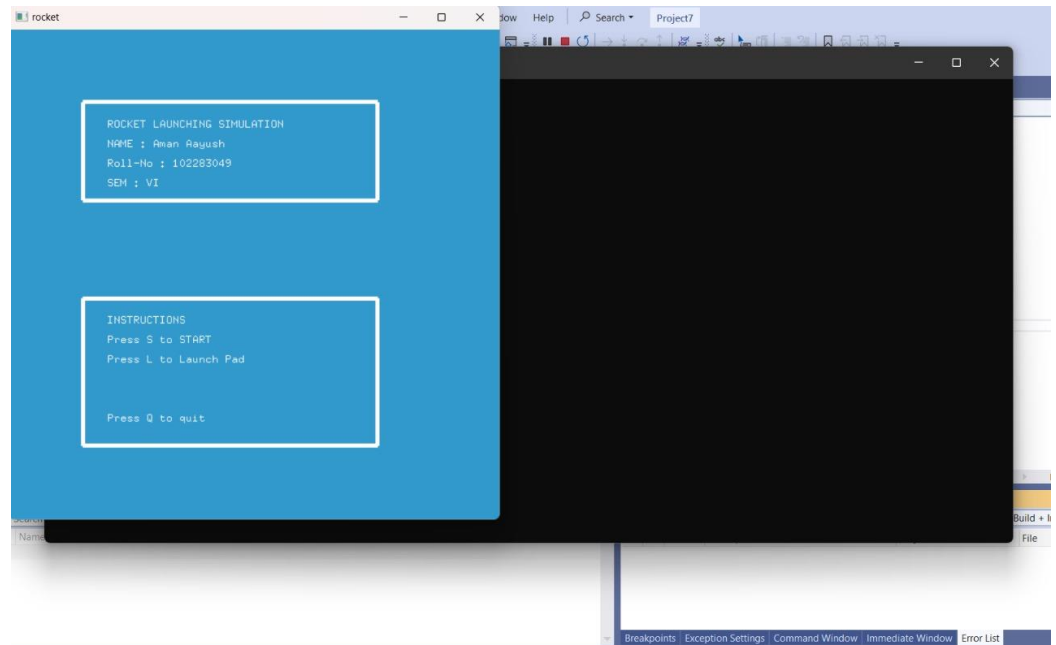 rocket
Help
Search
Project7
ROCKET LAUNCHING SIMULATION
NAME : Aman Aayush
Roll-No : 102283049
SEM : VI
INSTRUCTIONS
Press S to START
Press L to Launch Pad
Press Q to quit
Build +
Name
File
Breakpoints Exception Settings Command Window Immediate Window Error List